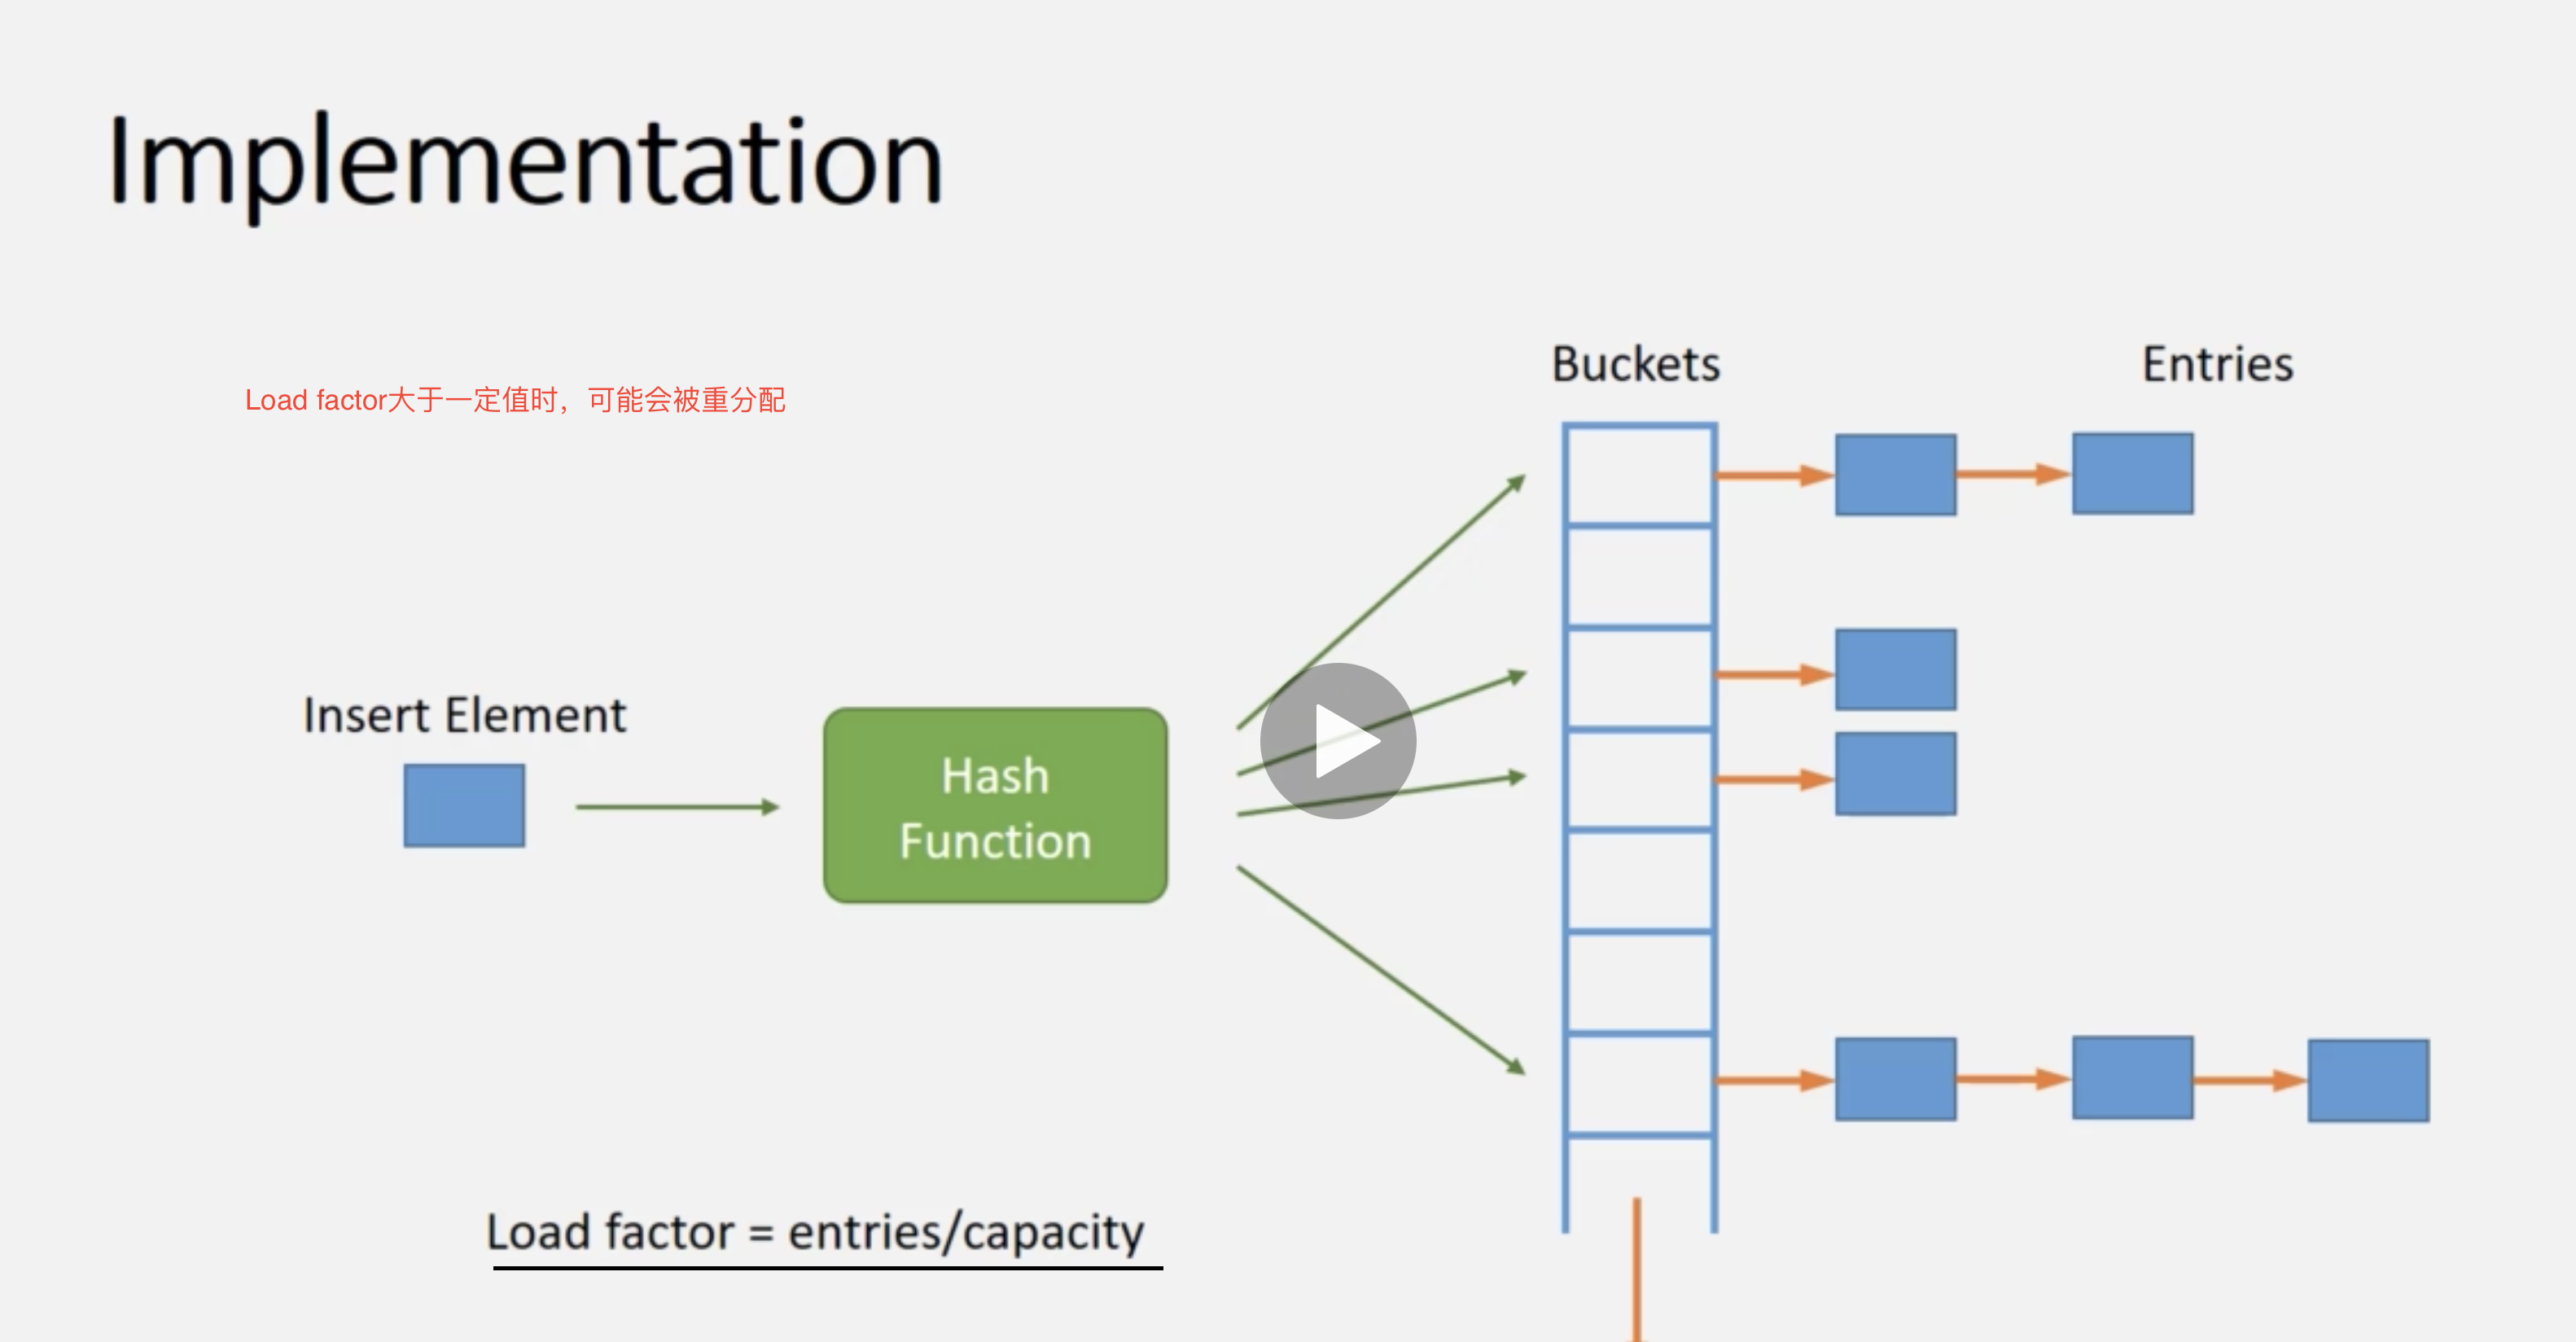 Implementation
Load factor大于一定值时，可能会被重分配
Buckets
Entries
Insert Element
Hash
Function
Load factor = entries/capacity